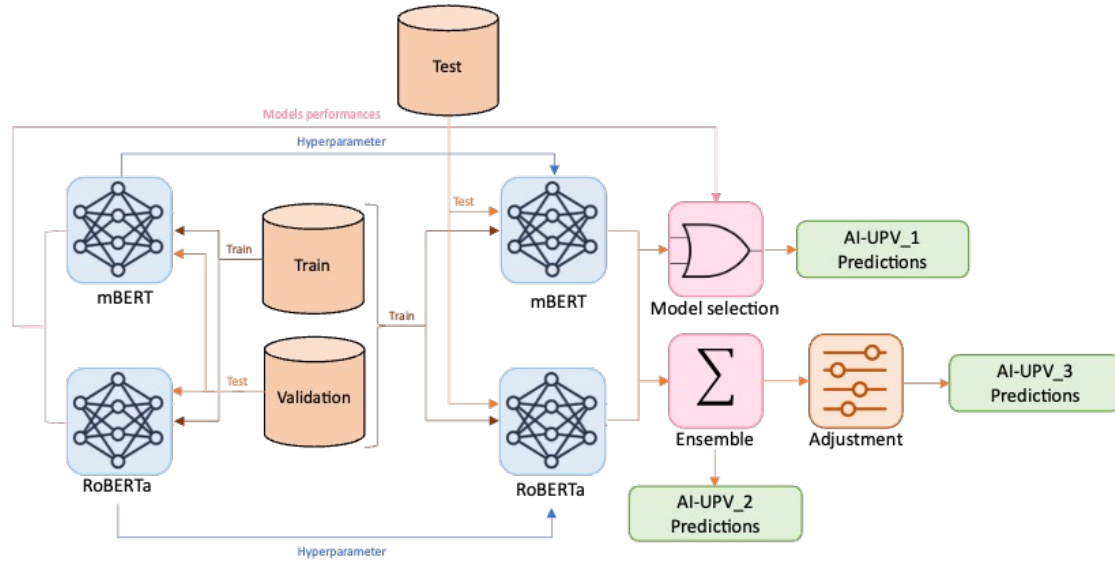 Test
Models performances
Hyperparameter
Test
Train
Train
mBERT
mBERT
AI-UPV_1
Predictions
Model selection
Train
Test
Validation
AI-UPV_3
Predictions
Ensemble
Adjustment
RoBERTa
RoBERTa
AI-UPV_2
Predictions
Hyperparameter